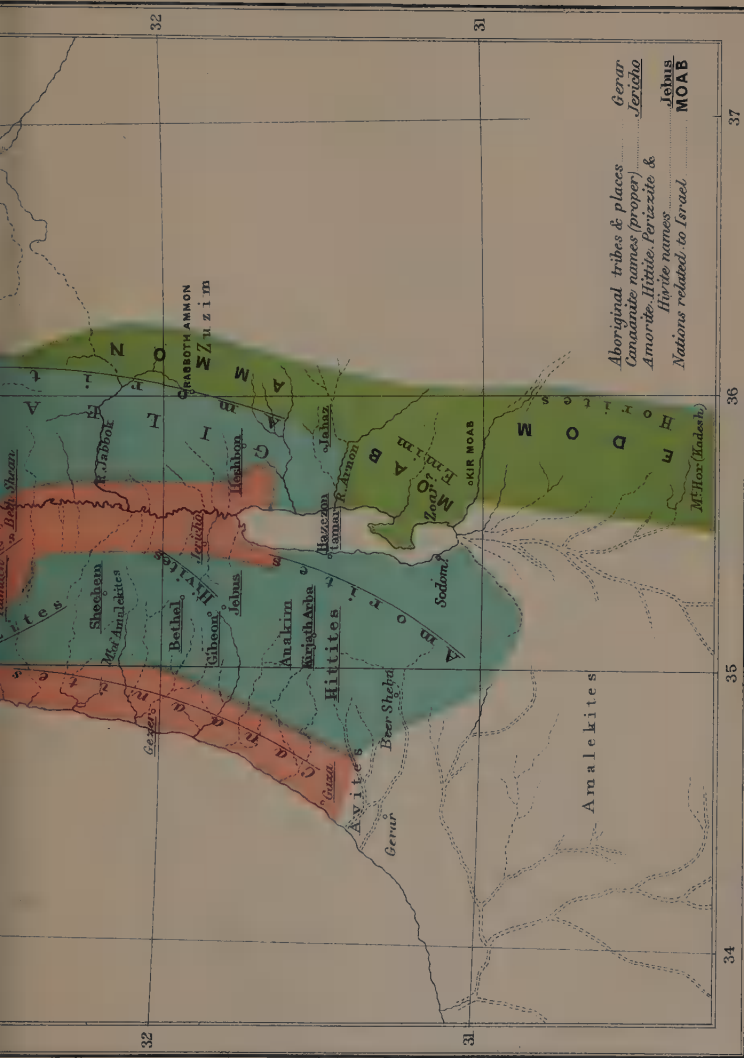 32
31
Aboriginal tribes & places ........ Gerar
Canaanite names (proper) ........ Jericho
Amorite, Hittite, Perizzite &
Hivite names ........ Jebus
Nations related to Israel ........ MOAB
37
36
35
34
32
31
Beth Shean
R. Jabbok
GIL
AMMON
RABBOTH AMMON
Zuzim
Heshbon
Jahaz
R. Arnon
MOAB
Emim
Zoar?
KIR MOAB
EDOM
Horites
Mt. Hor (Kadesh)
Shechem
Mt. of Amalekites
Bethel
Hivites
Jericho
Gibeon
Jebus
Hazezon
tamar
Anakim
Kirjath Arba
Hittites
Amorites
Sodom?
Gezer
Canaanites
Gaza
Avites
Beer Sheba
Gerar
Amalekites